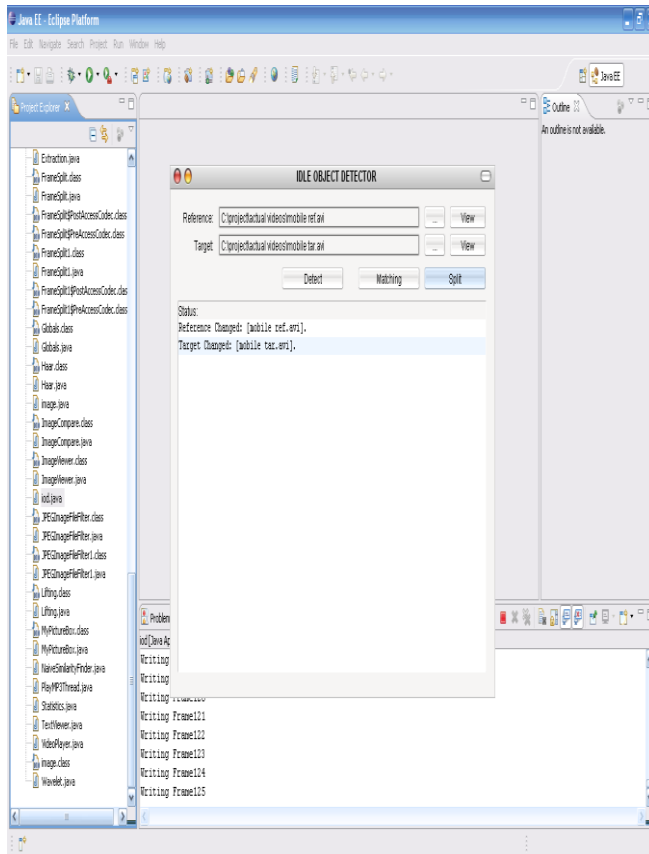 Java EE - Eclipse Platform
File Edit Navigate Search Project Run Window Help
Java EE
Project Explorer
Extraction.java
FrameSplit.class
FrameSplit.java
FrameSplit$PostAccessCodec.class
FrameSplit$PreAccessCodec.class
FrameSplit1.class
FrameSplit1.java
FrameSplit1$PostAccessCodec.clas
FrameSplit1$PreAccessCodec.class
Globals.class
Globals.java
Haar.class
Haar.java
image.java
ImageCompare.class
ImageCompare.java
ImageViewer.class
ImageViewer.java
iod.java
JPEGImageFileFilter.class
JPEGImageFileFilter.java
JPEGImageFileFilter1.class
JPEGImageFileFilter1.java
Lifting.class
Lifting.java
MyPictureBox.class
MyPictureBox.java
NaiveSimilarityFinder.java
PlayMP3Thread.java
Statistics.java
TextViewer.java
VideoPlayer.java
image.class
Wavelet.java
IDLE OBJECT DETECTOR
Reference: C:\project\actual videos\mobile ref.avi ... View
Target C:\project\actual videos\mobile tar.avi ... View
Detect Matching Split
Status:
Reference Changed: [mobile ref.avi].
Target Changed: [mobile tar.avi].
Outline
An outline is not available.
Problem
iod [Java Ap
Writing
Writing
Writing
Writing Frame121
Writing Frame122
Writing Frame123
Writing Frame124
Writing Frame125